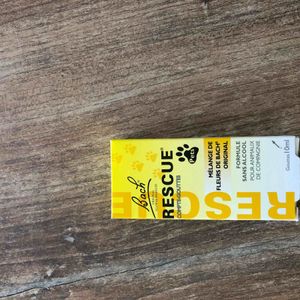 Bach
RESCUE®
COMPTE-GOUTTES
PETS
MÉLANGE DE
FLEURS DE BACH®
ORIGINAL
FORMULE
SANS ALCOOL
POUR ANIMAUX
DE COMPAGNIE
Gouttes 10ml
RESCUE